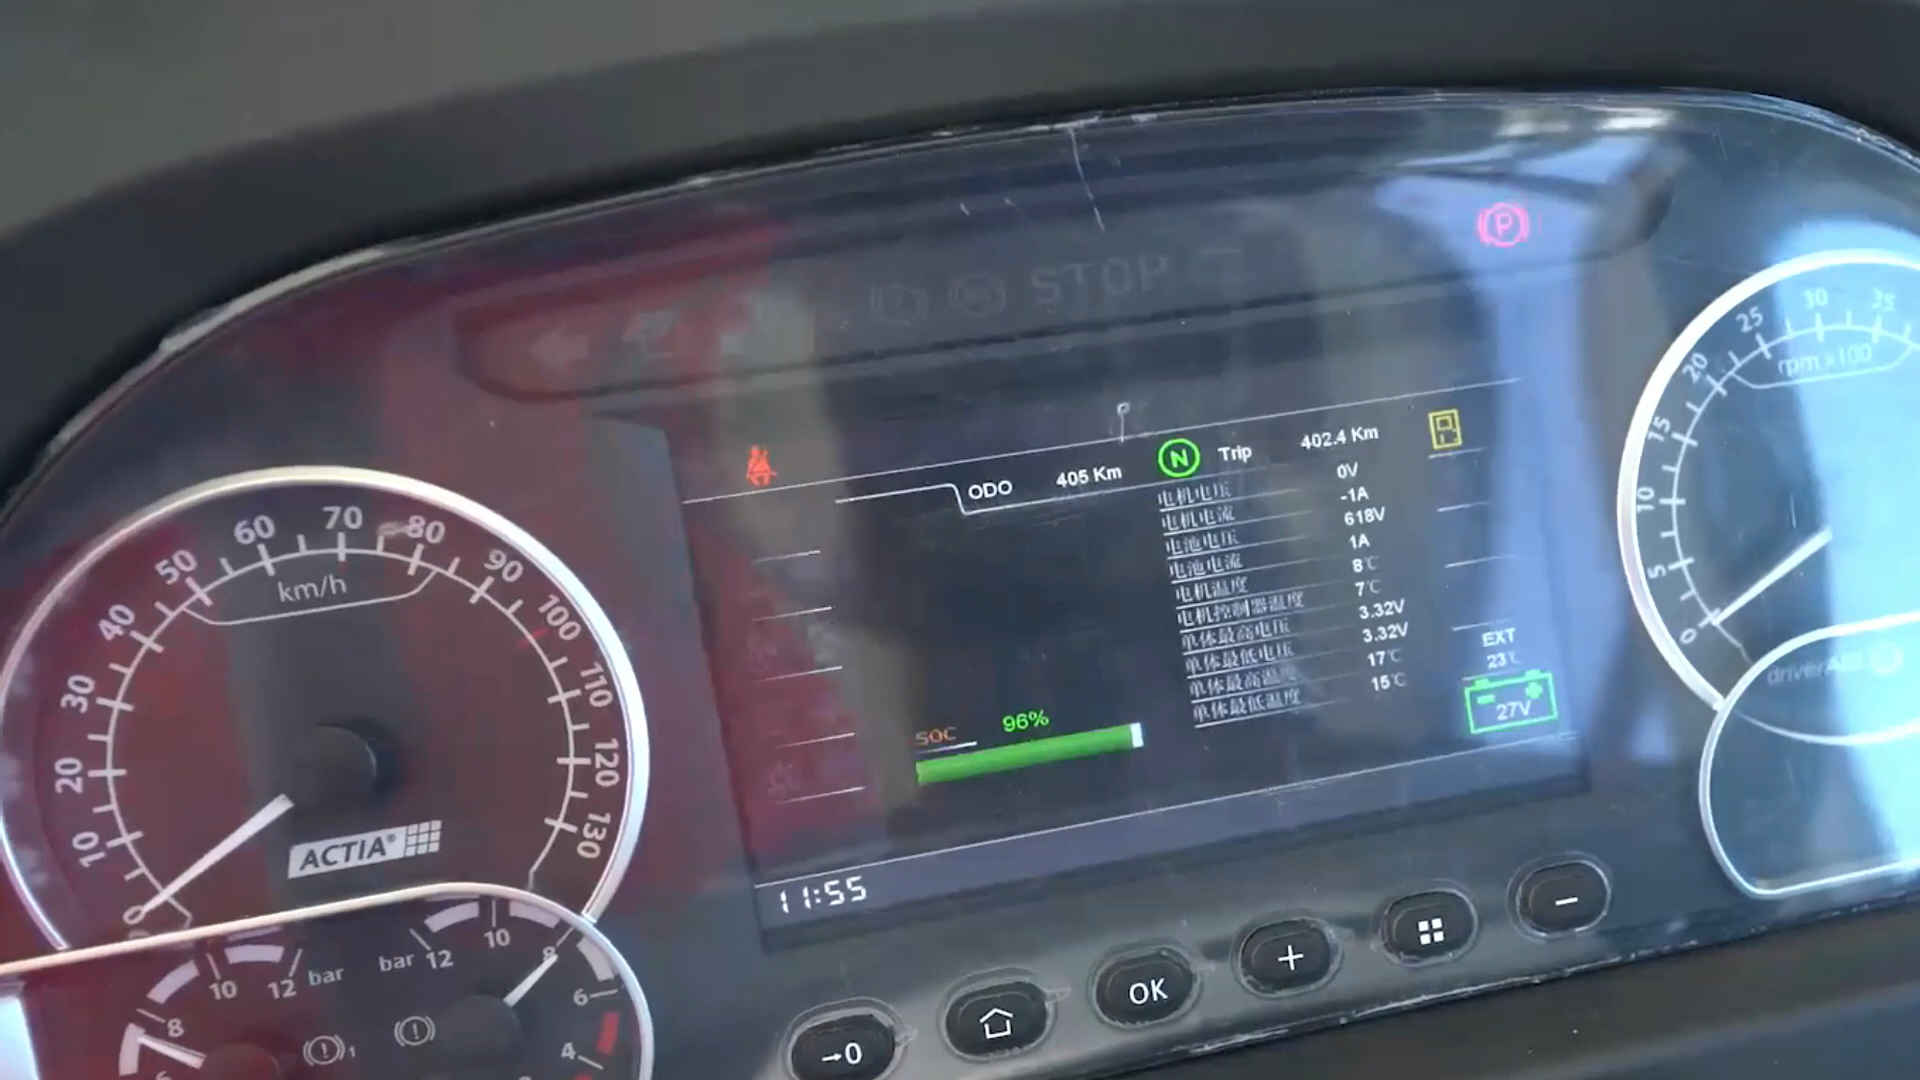 STOP
P
ODO 405 Km N Trip 402.4 Km
电机电压 0V
电机电流 -1A
电池电压 618V
电池电流 1A
电机温度 8℃
电机控制器温度 7℃
单体最高电压 3.32V
单体最低电压 3.32V
单体最高温度 17℃
单体最低温度 15℃
EXT
23℃
27V
SOC 96%
11:55
0 10 20 30 40 50 60 70 80 90 100 110 120 130
km/h
ACTIA®
8 10 12 bar
bar 12 10 8 6 4
1
0 5 10 15 20 25 30 35
rpm x100
→0
OK
+
−